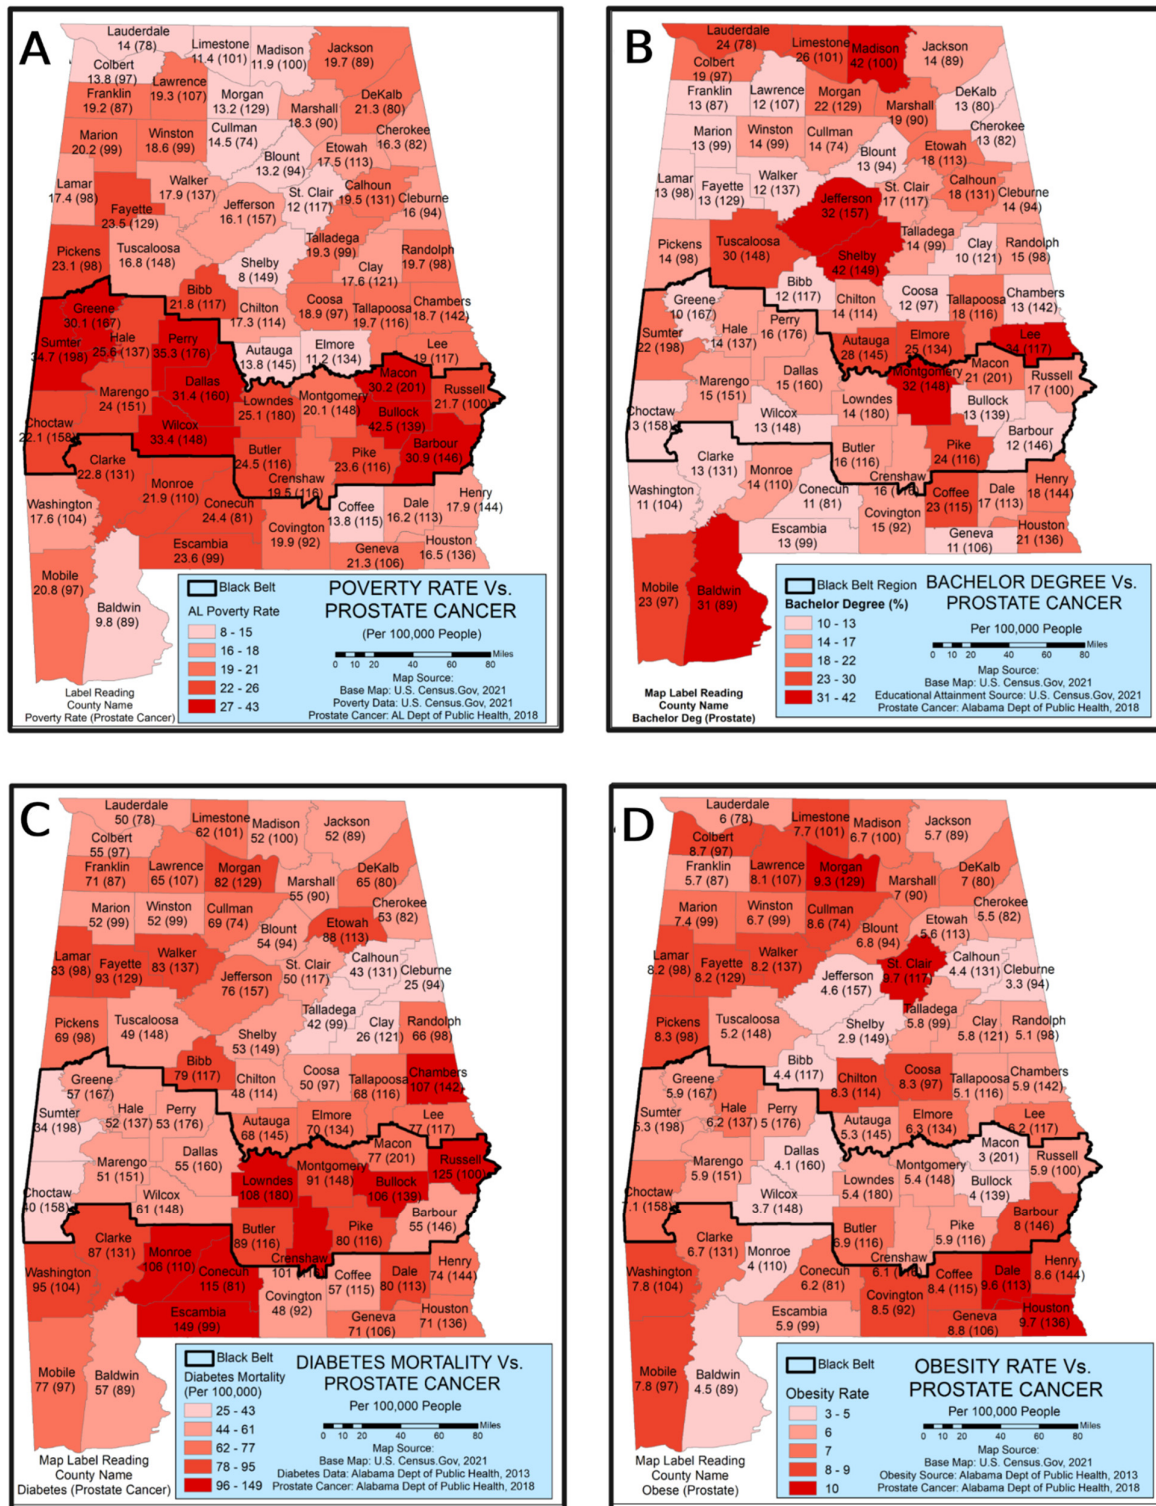 A
Lauderdale
14 (78)
Limestone
11.4 (101)
Madison
11.9 (100)
Jackson
19.7 (89)
Colbert
13.8 (97)
Lawrence
19.3 (107)
Franklin
19.2 (87)
Morgan
13.2 (129)
DeKalb
21.3 (80)
Marshall
18.3 (90)
Cherokee
16.3 (82)
Marion
20.2 (99)
Winston
18.6 (99)
Cullman
14.5 (74)
Blount
13.2 (94)
Etowah
17.5 (113)
Lamar
17.4 (98)
Fayette
23.5 (129)
Walker
17.9 (137)
Jefferson
16.1 (157)
St. Clair
12 (117)
Calhoun
19.5 (131)
Cleburne
16 (94)
Pickens
23.1 (98)
Tuscaloosa
16.8 (148)
Shelby
8 (149)
Talladega
19.3 (99)
Clay
17.6 (121)
Randolph
19.7 (98)
Greene
30.1 (167)
Bibb
21.8 (117)
Chilton
17.3 (114)
Coosa
18.9 (97)
Tallapoosa
19.7 (116)
Chambers
18.7 (142)
Sumter
34.7 (198)
Hale
25.6 (137)
Perry
35.3 (176)
Autauga
13.8 (145)
Elmore
11.2 (134)
Lee
19 (117)
Marengo
24 (151)
Dallas
31.4 (160)
Lowndes
25.1 (180)
Montgomery
20.1 (148)
Macon
30.2 (201)
Russell
21.7 (100)
Bullock
42.5 (139)
Choctaw
22.1 (158)
Wilcox
33.4 (148)
Butler
24.5 (116)
Pike
23.6 (116)
Barbour
30.9 (146)
Clarke
22.8 (131)
Monroe
21.9 (110)
Conecuh
24.4 (81)
Crenshaw
19.5 (116)
Coffee
13.8 (115)
Dale
16.2 (113)
Henry
17.9 (144)
Washington
17.6 (104)
Escambia
23.6 (99)
Covington
19.9 (92)
Geneva
21.3 (106)
Houston
16.5 (136)
Mobile
20.8 (97)
Baldwin
9.8 (89)
Black Belt
AL Poverty Rate
8 - 15
16 - 18
19 - 21
22 - 26
27 - 43
POVERTY RATE Vs.
PROSTATE CANCER
(Per 100,000 People)
Miles
0 10 20 40 60 80
Map Source:
Base Map: U.S. Census.Gov, 2021
Poverty Data: U.S. Census.Gov, 2021
Prostate Cancer: AL Dept of Public Health, 2018
Label Reading
County Name
Poverty Rate (Prostate Cancer)
B
Lauderdale
24 (78)
Limestone
26 (101)
Madison
42 (100)
Jackson
14 (89)
Colbert
19 (97)
Franklin
13 (87)
Lawrence
12 (107)
Morgan
22 (129)
DeKalb
13 (80)
Marshall
19 (90)
Cherokee
13 (82)
Marion
13 (99)
Winston
14 (99)
Cullman
14 (74)
Blount
13 (94)
Etowah
18 (113)
Lamar
13 (98)
Fayette
13 (129)
Walker
12 (137)
Jefferson
32 (157)
St. Clair
17 (117)
Calhoun
18 (131)
Cleburne
14 (94)
Pickens
14 (98)
Tuscaloosa
30 (148)
Shelby
42 (149)
Talladega
14 (99)
Clay
10 (121)
Randolph
15 (98)
Greene
10 (167)
Bibb
12 (117)
Chilton
14 (114)
Coosa
12 (97)
Tallapoosa
18 (116)
Chambers
13 (142)
Sumter
22 (198)
Hale
14 (137)
Perry
16 (176)
Autauga
28 (145)
Elmore
25 (134)
Lee
34 (117)
Marengo
15 (151)
Dallas
15 (160)
Lowndes
14 (180)
Montgomery
32 (148)
Macon
21 (201)
Russell
17 (100)
Bullock
13 (139)
Choctaw
13 (158)
Wilcox
13 (148)
Butler
16 (116)
Pike
24 (116)
Barbour
12 (146)
Clarke
13 (131)
Monroe
14 (110)
Conecuh
11 (81)
Crenshaw
16 (116)
Coffee
23 (115)
Dale
17 (113)
Henry
18 (144)
Washington
11 (104)
Escambia
13 (99)
Covington
15 (92)
Geneva
11 (106)
Houston
21 (136)
Mobile
23 (97)
Baldwin
31 (89)
Black Belt Region
Bachelor Degree (%)
10 - 13
14 - 17
18 - 22
23 - 30
31 - 42
BACHELOR DEGREE Vs.
PROSTATE CANCER
Per 100,000 People
Miles
0 10 20 40 60 80
Map Source:
Base Map: U.S. Census.Gov, 2021
Educational Attainment Source: U.S. Census.Gov, 2021
Prostate Cancer: Alabama Dept of Public Health, 2018
Map Label Reading
County Name
Bachelor Deg (Prostate)
C
Lauderdale
50 (78)
Limestone
62 (101)
Madison
52 (100)
Jackson
52 (89)
Colbert
55 (97)
Franklin
71 (87)
Lawrence
65 (107)
Morgan
82 (129)
DeKalb
65 (80)
Marshall
55 (90)
Cherokee
53 (82)
Marion
52 (99)
Winston
52 (99)
Cullman
69 (74)
Blount
54 (94)
Etowah
88 (113)
Lamar
83 (98)
Fayette
93 (129)
Walker
83 (137)
Jefferson
76 (157)
St. Clair
50 (117)
Calhoun
43 (131)
Cleburne
25 (94)
Pickens
69 (98)
Tuscaloosa
49 (148)
Shelby
53 (149)
Talladega
42 (99)
Clay
26 (121)
Randolph
66 (98)
Greene
57 (167)
Bibb
79 (117)
Chilton
48 (114)
Coosa
50 (97)
Tallapoosa
68 (116)
Chambers
107 (142)
Sumter
34 (198)
Hale
52 (137)
Perry
53 (176)
Autauga
68 (145)
Elmore
70 (134)
Lee
77 (117)
Marengo
51 (151)
Dallas
55 (160)
Lowndes
108 (180)
Montgomery
91 (148)
Macon
77 (201)
Russell
125 (100)
Bullock
106 (139)
Choctaw
40 (158)
Wilcox
61 (148)
Butler
89 (116)
Pike
80 (116)
Barbour
55 (146)
Clarke
87 (131)
Monroe
106 (110)
Conecuh
115 (81)
Crenshaw
101
Coffee
57 (115)
Dale
80 (113)
Henry
74 (144)
Washington
95 (104)
Escambia
149 (99)
Covington
48 (92)
Geneva
71 (106)
Houston
71 (136)
Mobile
77 (97)
Baldwin
57 (89)
Black Belt
Diabetes Mortality
(Per 100,000)
25 - 43
44 - 61
62 - 77
78 - 95
96 - 149
DIABETES MORTALITY Vs.
PROSTATE CANCER
Per 100,000 People
Miles
0 10 20 40 60 80
Map Source:
Base Map: U.S. Census.Gov, 2021
Diabetes Data: Alabama Dept of Public Health, 2013
Prostate Cancer: Alabama Dept of Public Health, 2018
Map Label Reading
County Name
Diabetes (Prostate Cancer)
D
Lauderdale
6 (78)
Limestone
7.7 (101)
Madison
6.7 (100)
Jackson
5.7 (89)
Colbert
8.7 (97)
Franklin
5.7 (87)
Lawrence
8.1 (107)
Morgan
9.3 (129)
DeKalb
7 (80)
Marshall
7 (90)
Cherokee
5.5 (82)
Marion
7.4 (99)
Winston
6.7 (99)
Cullman
8.6 (74)
Blount
6.8 (94)
Etowah
5.6 (113)
Lamar
8.2 (98)
Fayette
8.2 (129)
Walker
8.2 (137)
Jefferson
4.6 (157)
St. Clair
9.7 (117)
Calhoun
4.4 (131)
Cleburne
3.3 (94)
Pickens
8.3 (98)
Tuscaloosa
5.2 (148)
Shelby
2.9 (149)
Talladega
5.8 (99)
Clay
5.8 (121)
Randolph
5.1 (98)
Greene
5.9 (167)
Bibb
4.4 (117)
Chilton
8.3 (114)
Coosa
8.3 (97)
Tallapoosa
5.1 (116)
Chambers
5.9 (142)
Sumter
5.3 (198)
Hale
6.2 (137)
Perry
5 (176)
Autauga
5.3 (145)
Elmore
6.3 (134)
Lee
6.2 (117)
Marengo
5.9 (151)
Dallas
4.1 (160)
Lowndes
5.4 (180)
Montgomery
5.4 (148)
Macon
3 (201)
Russell
5.9 (100)
Bullock
4 (139)
Choctaw
.1 (158)
Wilcox
3.7 (148)
Butler
6.9 (116)
Pike
5.9 (116)
Barbour
8 (146)
Clarke
6.7 (131)
Monroe
4 (110)
Conecuh
6.2 (81)
Crenshaw
6.1 (116)
Coffee
8.4 (115)
Dale
9.6 (113)
Henry
8.6 (144)
Washington
7.8 (104)
Escambia
5.9 (99)
Covington
8.5 (92)
Geneva
8.8 (106)
Houston
9.7 (136)
Mobile
7.8 (97)
Baldwin
4.5 (89)
Black Belt
Obesity Rate
3 - 5
6
7
8 - 9
10
OBESITY RATE Vs.
PROSTATE CANCER
Per 100,000 People
Miles
0 10 20 40 60 80
Map Source:
Base Map: U.S. Census.Gov, 2021
Obesity Source: Alabama Dept of Public Health, 2013
Prostate Cancer: Alabama Dept of Public Health, 2018
Map Label Reading
County Name
Obese (Prostate)